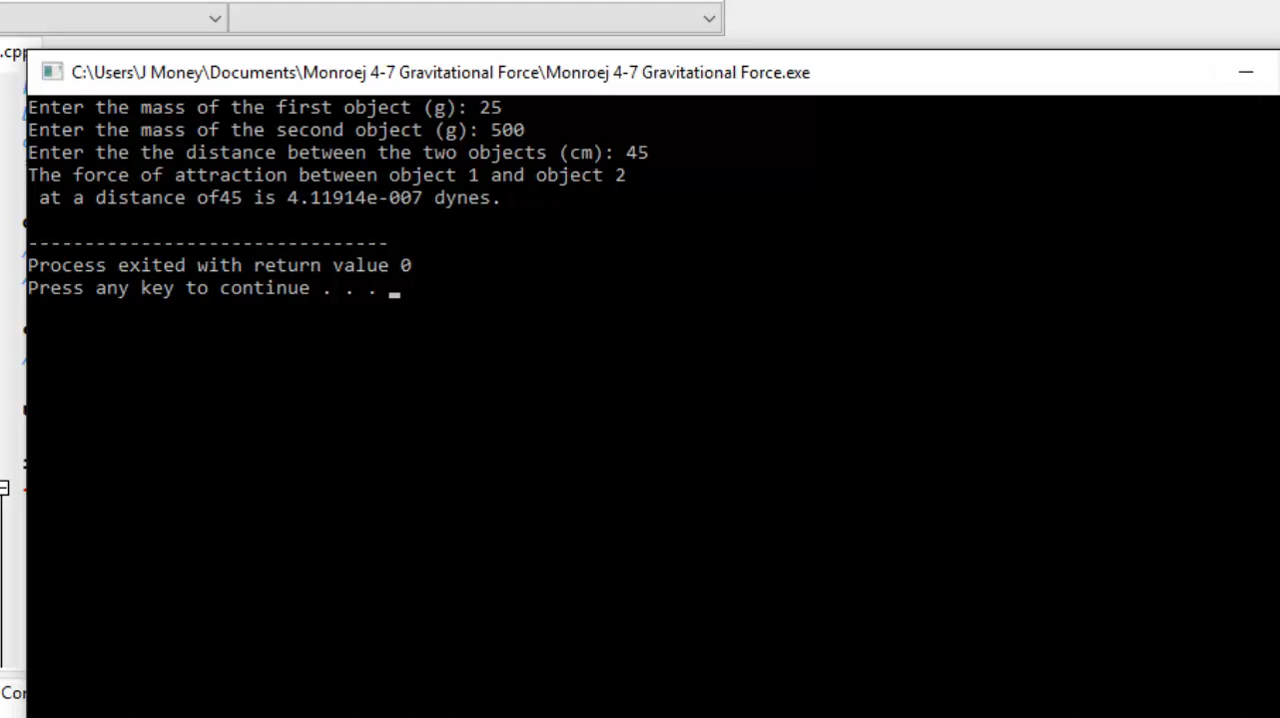 .cpp
C:\Users\J Money\Documents\Monroej 4-7 Gravitational Force\Monroej 4-7 Gravitational Force.exe
Enter the mass of the first object (g): 25
Enter the mass of the second object (g): 500
Enter the the distance between the two objects (cm): 45
The force of attraction between object 1 and object 2
 at a distance of45 is 4.11914e-007 dynes.
--------------------------------
Process exited with return value 0
Press any key to continue . . .
Cor